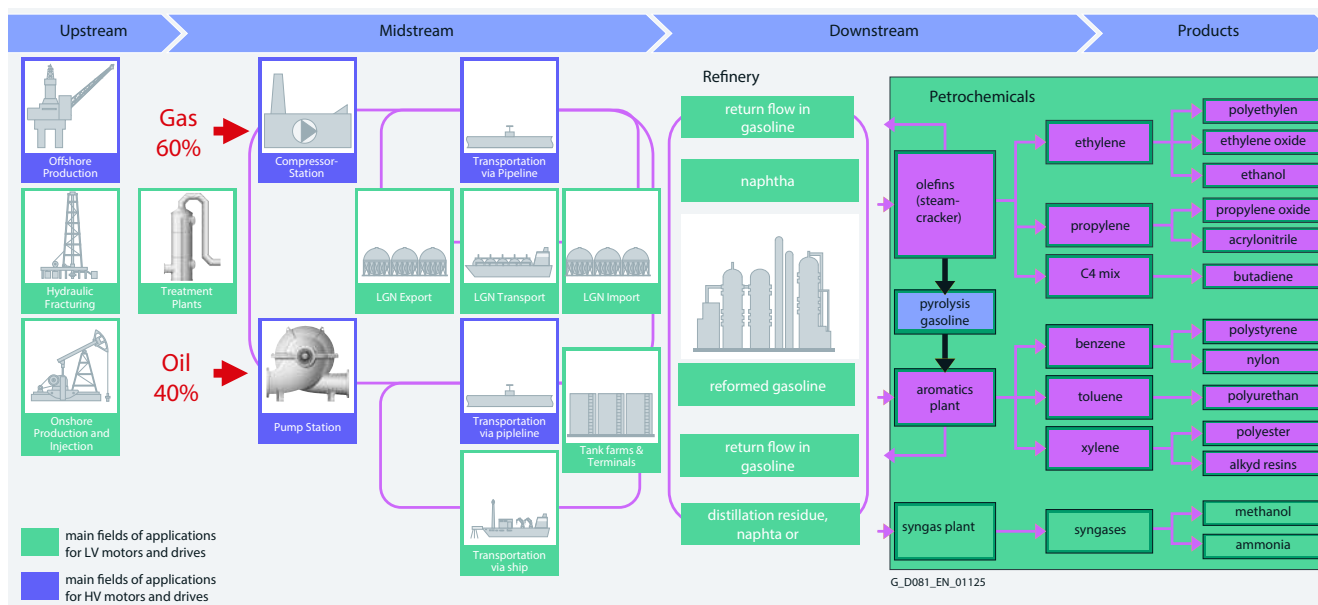 Upstream
Midstream
Downstream
Products
Offshore
Production
Hydraulic
Fracturing
Onshore
Production and
Injection
Treatment
Plants
Gas
60%
Oil
40%
Compressor-
Station
Transportation
via Pipeline
LGN Export
LGN Transport
LGN Import
Pump Station
Transportation
via pipleline
Tank farms &
Terminals
Transportation
via ship
Refinery
return flow in
gasoline
naphtha
reformed gasoline
return flow in
gasoline
distillation residue,
naphta or
Petrochemicals
olefins
(steam-
cracker)
pyrolysis
gasoline
aromatics
plant
syngas plant
ethylene
propylene
C4 mix
benzene
toluene
xylene
syngases
polyethylen
ethylene oxide
ethanol
propylene oxide
acrylonitrile
butadiene
polystyrene
nylon
polyurethan
polyester
alkyd resins
methanol
ammonia
main fields of applications
for LV motors and drives
main fields of applications
for HV motors and drives
G_D081_EN_01125